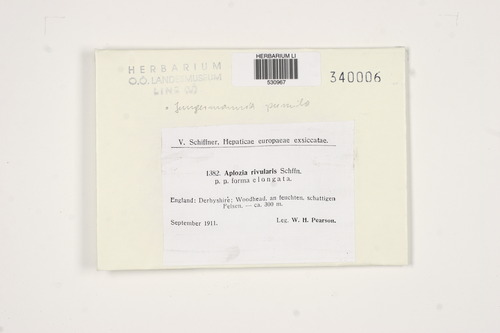 HERBARIUM LI
530967
HERBARIUM
O.Ö. LANDESMUSEUM
LINZ
340006
Jungermannia pumila
V. Schiffner, Hepaticae europaeae exsiccatae.
1382. Aplozia rivularis Schffn.
p. p. forma elongata.
England: Derbyshire; Woodhead, an feuchten, schattigen
Felsen. — ca. 300 m.
September 1911.
Leg. W. H. Pearson.